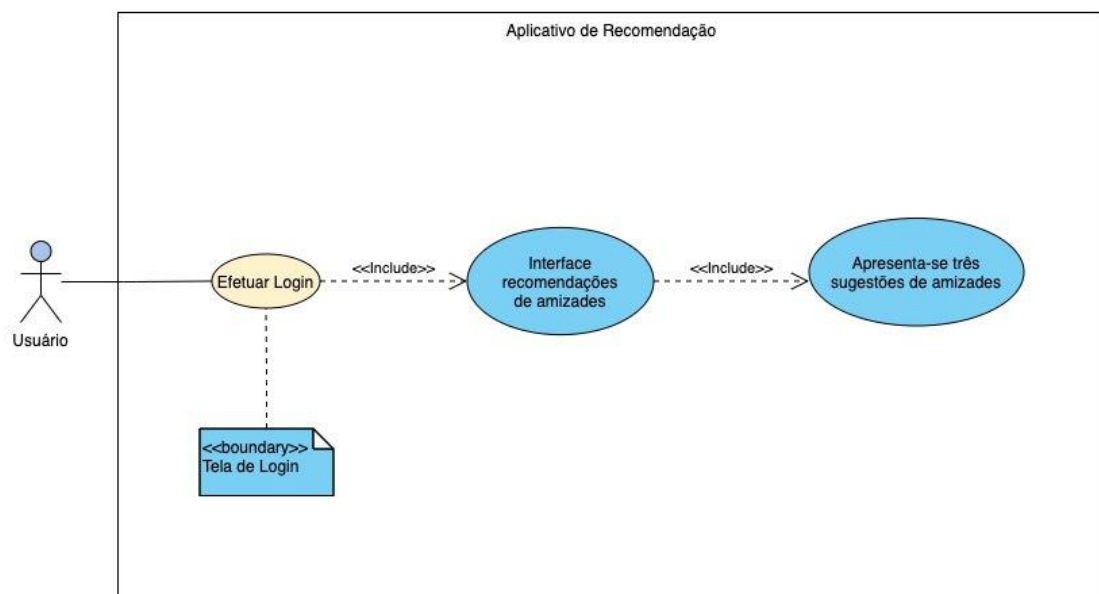 Aplicativo de Recomendação
Usuário
Efetuar Login
<<Include>>
Interface
recomendações
de amizades
<<Include>>
Apresenta-se três
sugestões de amizades
<<boundary>>
Tela de Login